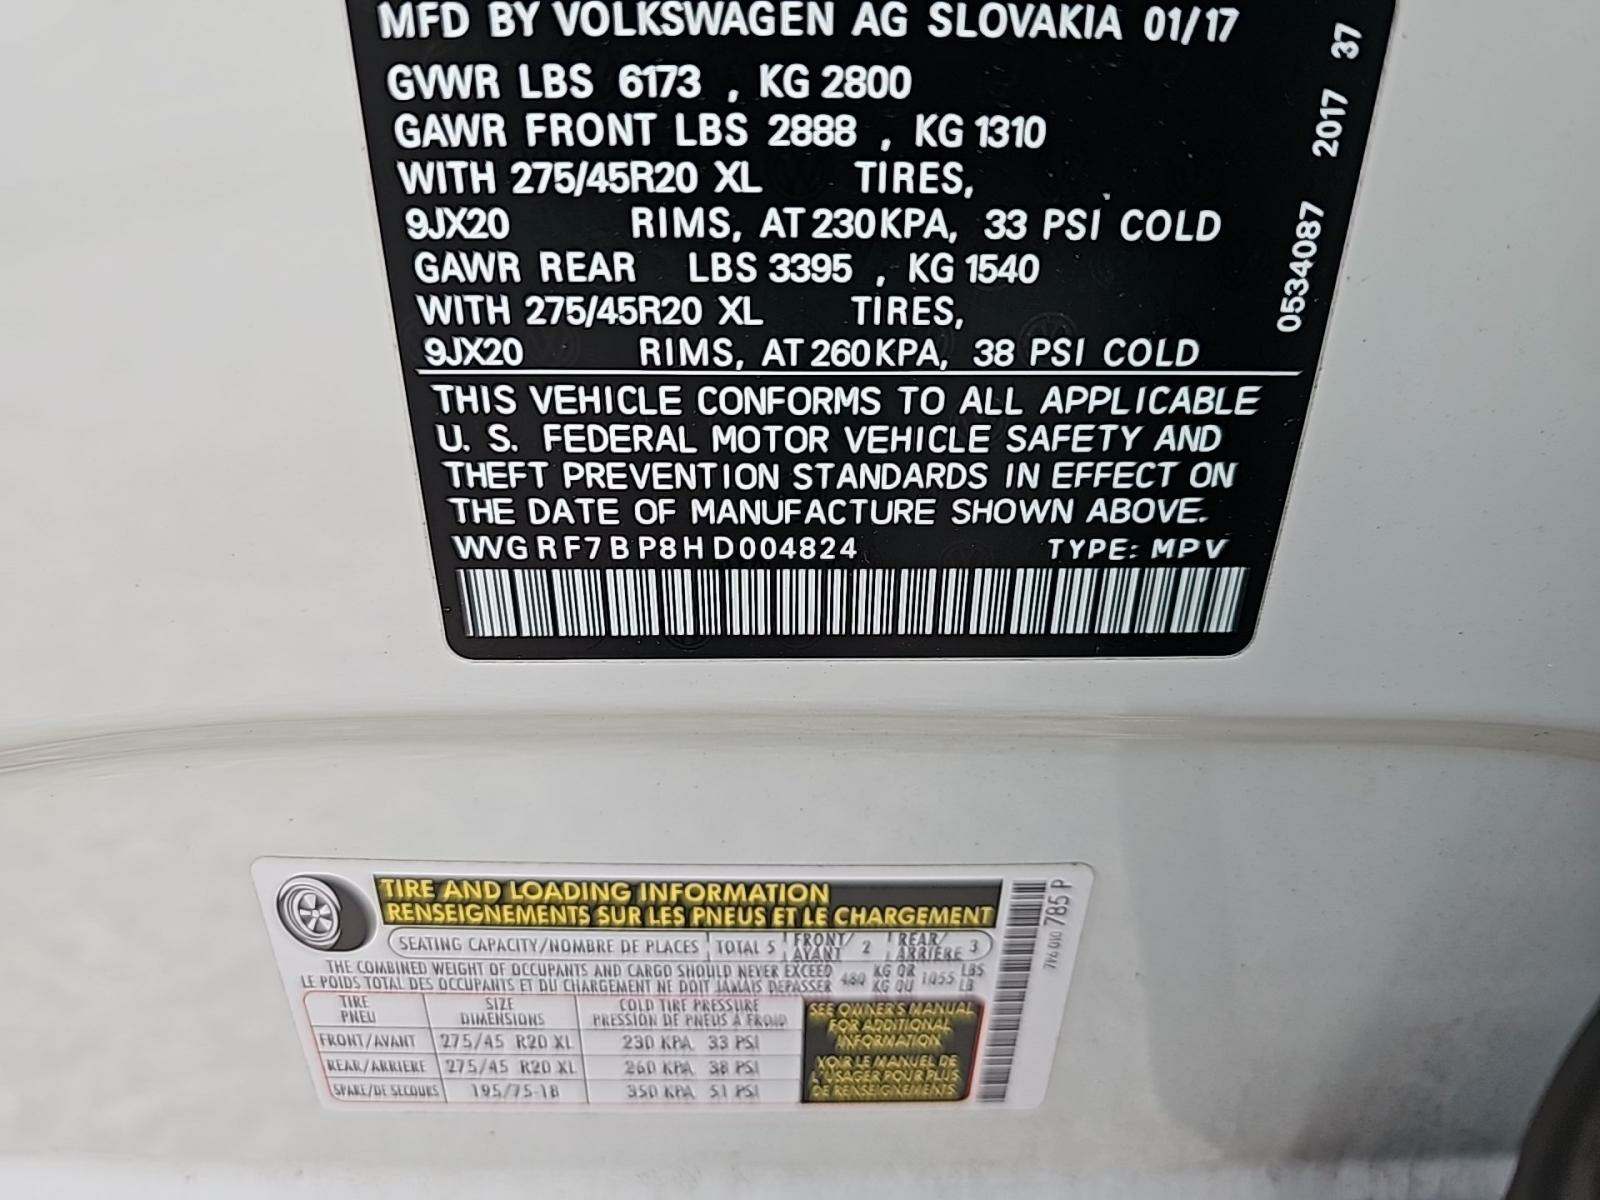 MFD BY VOLKSWAGEN AG SLOVAKIA 01/17
GVWR LBS 6173 , KG 2800
GAWR FRONT LBS 2888 , KG 1310
WITH 275/45R20 XL TIRES,
9JX20 RIMS, AT 230 KPA, 33 PSI COLD
GAWR REAR LBS 3395 , KG 1540
WITH 275/45R20 XL TIRES,
9JX20 RIMS, AT 260 KPA, 38 PSI COLD
THIS VEHICLE CONFORMS TO ALL APPLICABLE
U. S. FEDERAL MOTOR VEHICLE SAFETY AND
THEFT PREVENTION STANDARDS IN EFFECT ON
THE DATE OF MANUFACTURE SHOWN ABOVE.
WVGRF7BP8HD004824 TYPE: MPV
0534087 2017 37
TIRE AND LOADING INFORMATION
RENSEIGNEMENTS SUR LES PNEUS ET LE CHARGEMENT
SEATING CAPACITY/NOMBRE DE PLACES TOTAL 5 FRONT/AVANT 2 REAR/ARRIÈRE 3
THE COMBINED WEIGHT OF OCCUPANTS AND CARGO SHOULD NEVER EXCEED 480 KG OR 1055 LBS
LE POIDS TOTAL DES OCCUPANTS ET DU CHARGEMENT NE DOIT JAMAIS DEPASSER KG OU LB
TIRE SIZE COLD TIRE PRESSURE
PNEU DIMENSIONS PRESSION DE PNEUS À FROID
FRONT/AVANT 275/45 R20 XL 230 KPA, 33 PSI
REAR/ARRIERE 275/45 R20 XL 260 KPA, 38 PSI
SPARE/DE SECOURS 195/75-18 350 KPA, 51 PSI
SEE OWNER'S MANUAL
FOR ADDITIONAL
INFORMATION
VOIR LE MANUEL DE
L'USAGER POUR PLUS
DE RENSEIGNEMENTS
7P6 010 785 P